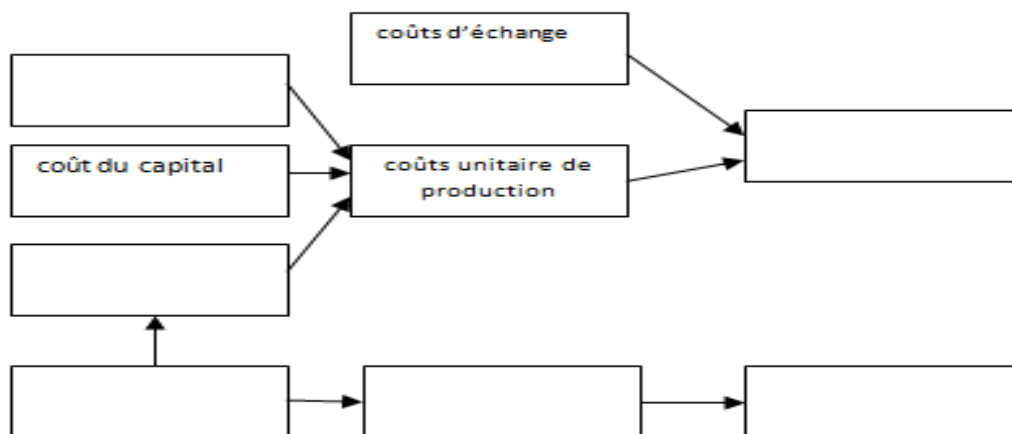 coûts d'échange
coût du capital
coûts unitaire de
production